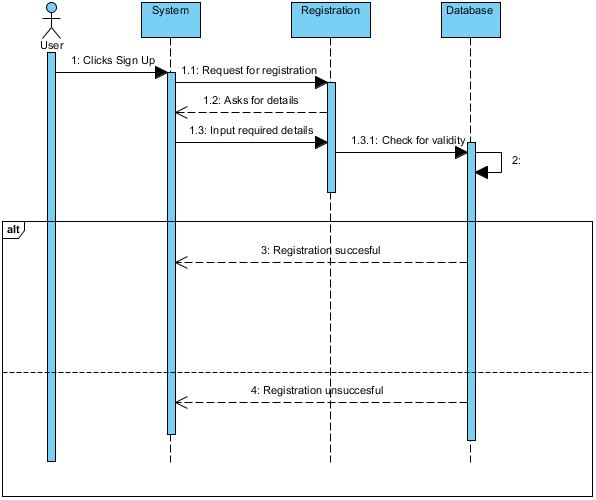 System
Registration
Database
User
1: Clicks Sign Up
1.1: Request for registration
1.2: Asks for details
1.3: Input required details
1.3.1: Check for validity
2:
alt
3: Registration succesful
4: Registration unsuccesful